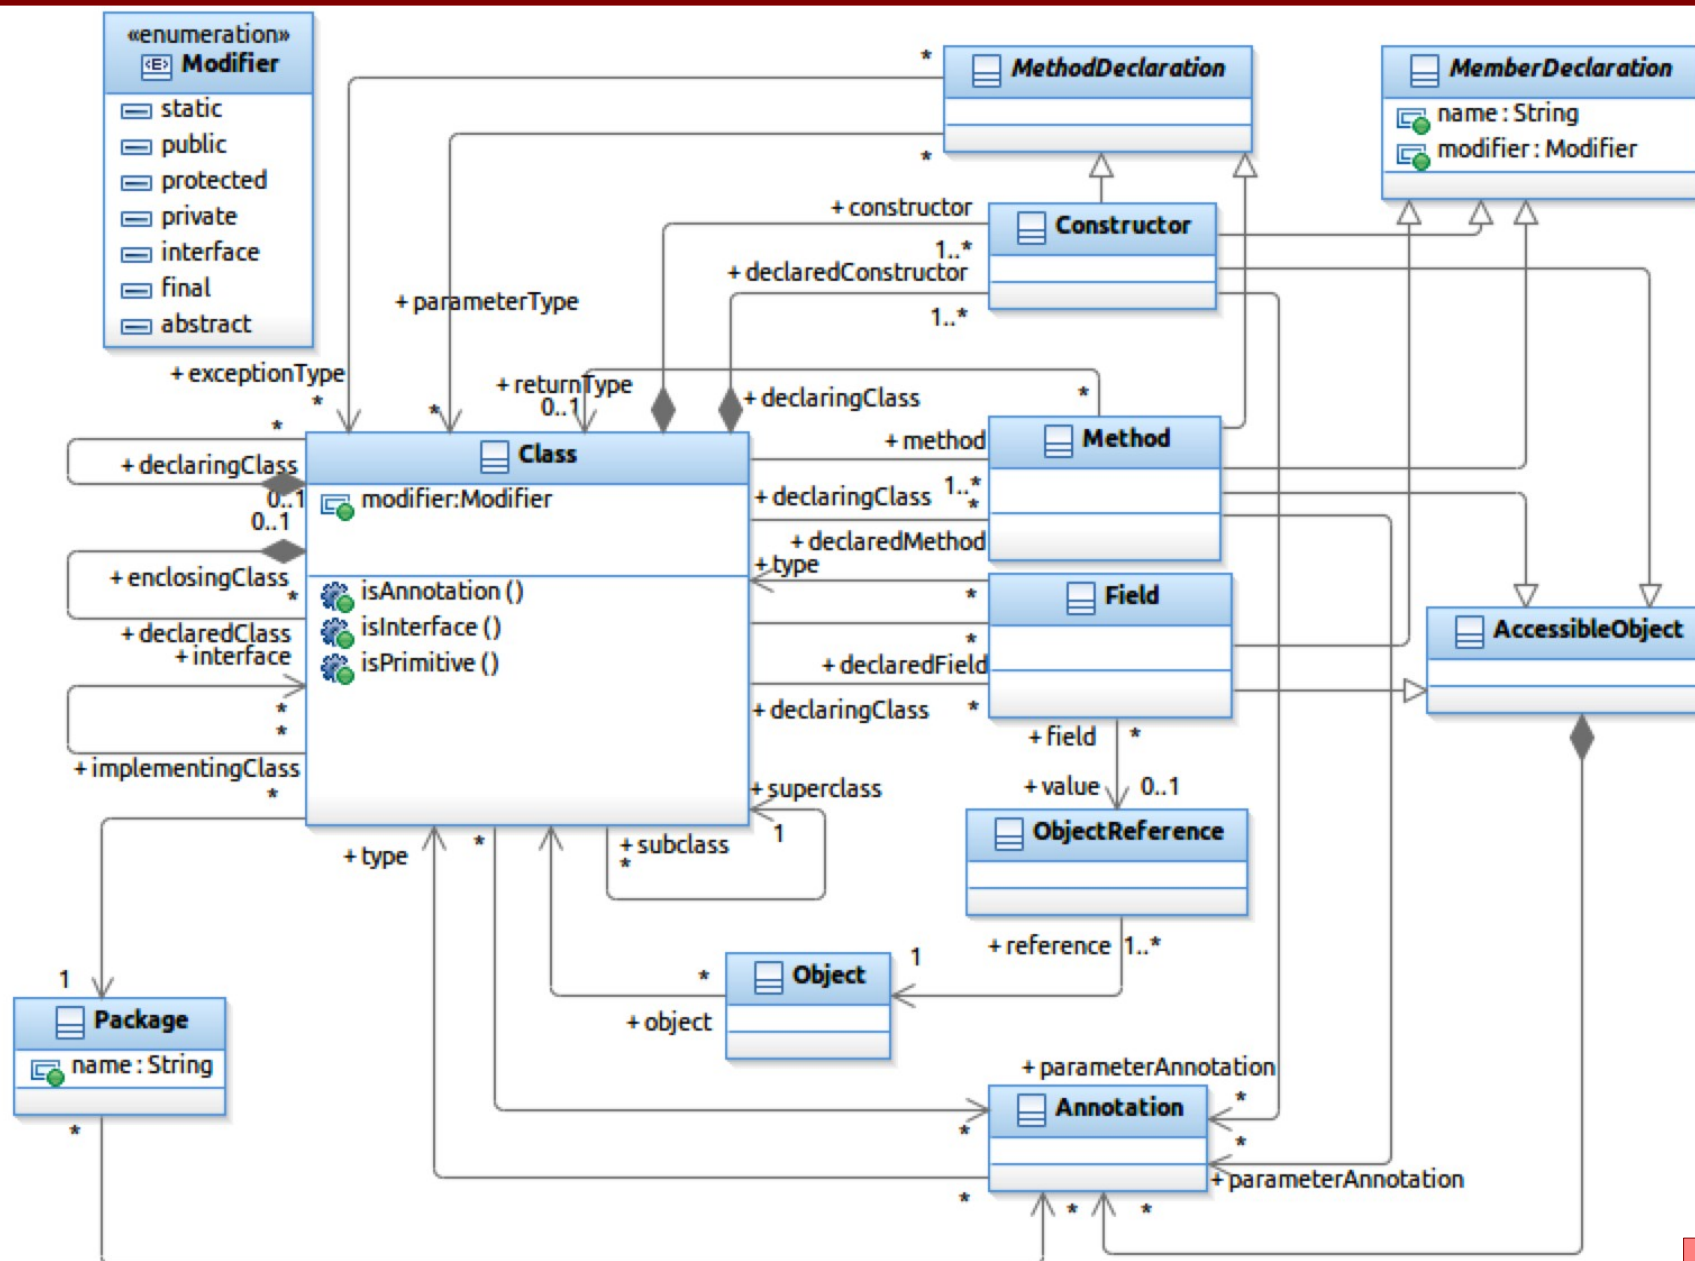 «enumeration»
Modifier
static
public
protected
private
interface
final
abstract
*
MethodDeclaration
*
MemberDeclaration
name : String
modifier : Modifier
+ constructor
1..*
Constructor
+ declaredConstructor
1..*
+ parameterType
+ exceptionType
*
*
+ returnType
0..1
+ declaringClass
*
*
+ declaringClass
0..1
0..1
+ enclosingClass
*
+ declaredClass
+ interface
*
*
+ implementingClass
*
Class
modifier:Modifier
isAnnotation ()
isInterface ()
isPrimitive ()
+ method
1..*
+ declaringClass
*
+ declaredMethod
Method
+ type
*
*
+ declaredField
+ declaringClass
*
Field
AccessibleObject
+ field
*
+ value
0..1
ObjectReference
+ reference
1..*
+ superclass
1
+ subclass
*
+ type
*
1
Package
name : String
*
*
+ object
Object
1
+ parameterAnnotation
*
Annotation
*
*
+ parameterAnnotation
*
*
*